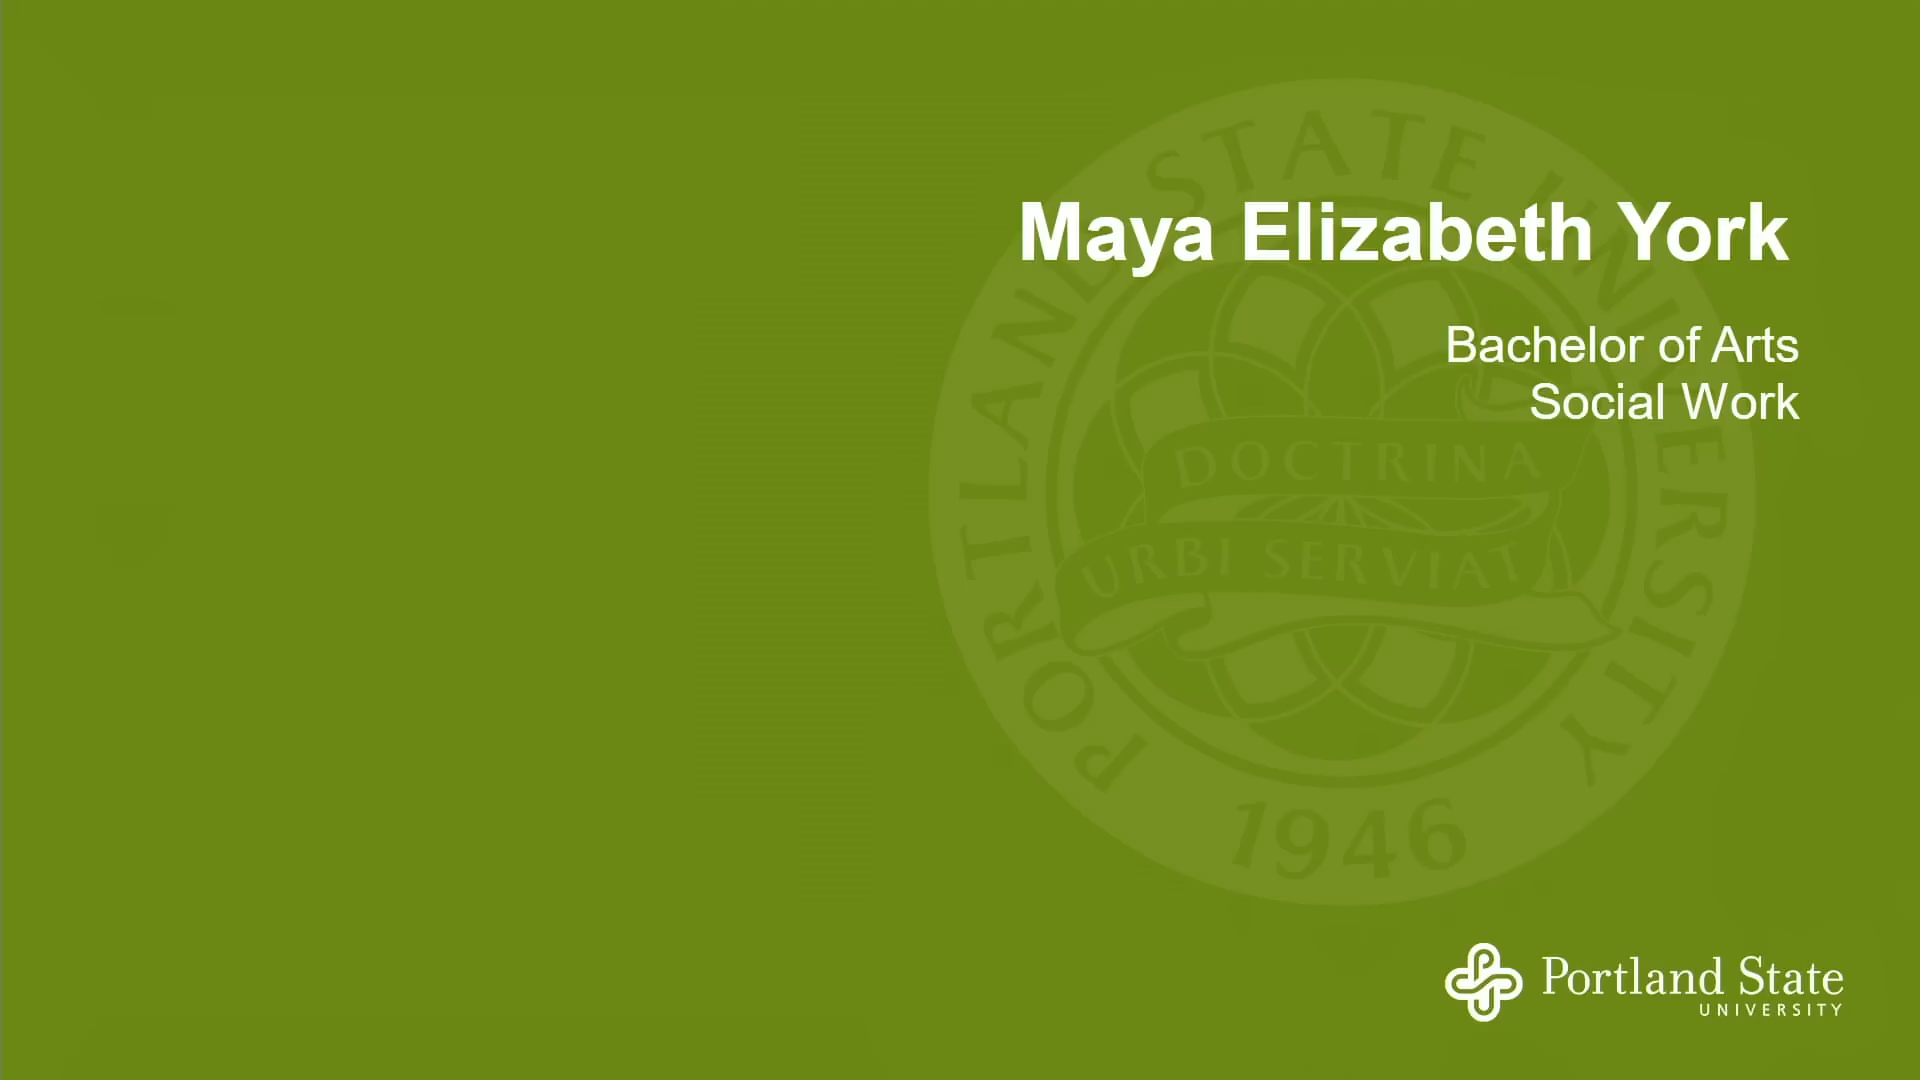 Maya Elizabeth York
Bachelor of Arts
Social Work
PORTLAND STATE UNIVERSITY
DOCTRINA
URBI SERVIAT
1946
Portland State
UNIVERSITY